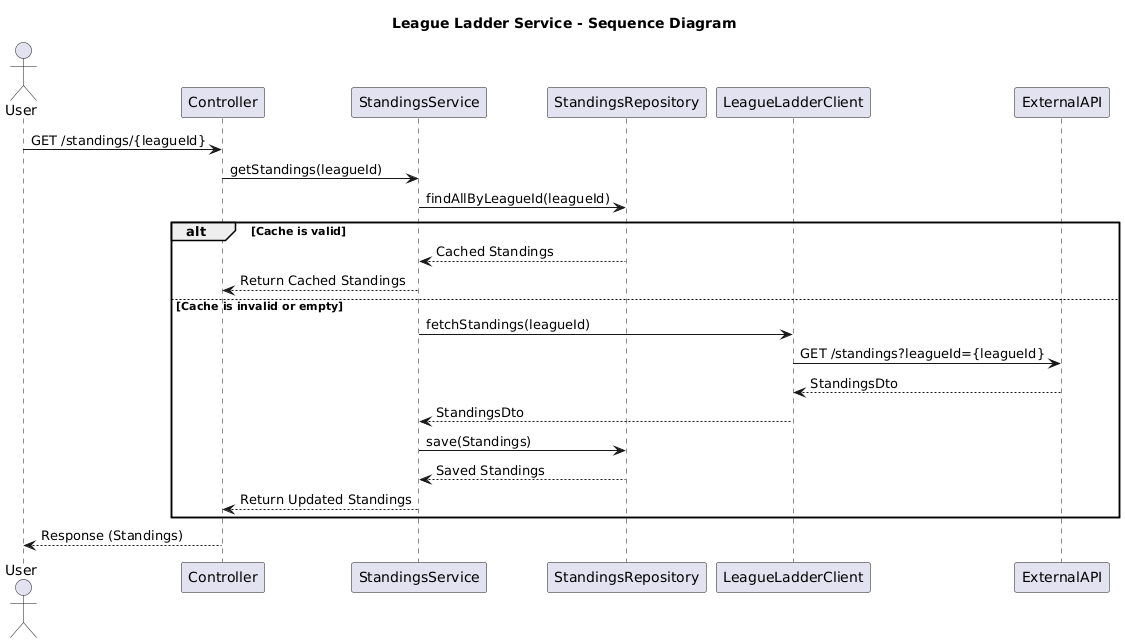 League Ladder Service - Sequence Diagram
User
Controller
StandingsService
StandingsRepository
LeagueLadderClient
ExternalAPI
GET /standings/{leagueId}
getStandings(leagueId)
findAllByLeagueId(leagueId)
alt
[Cache is valid]
Cached Standings
Return Cached Standings
[Cache is invalid or empty]
fetchStandings(leagueId)
GET /standings?leagueId={leagueId}
StandingsDto
StandingsDto
save(Standings)
Saved Standings
Return Updated Standings
Response (Standings)
User
Controller
StandingsService
StandingsRepository
LeagueLadderClient
ExternalAPI